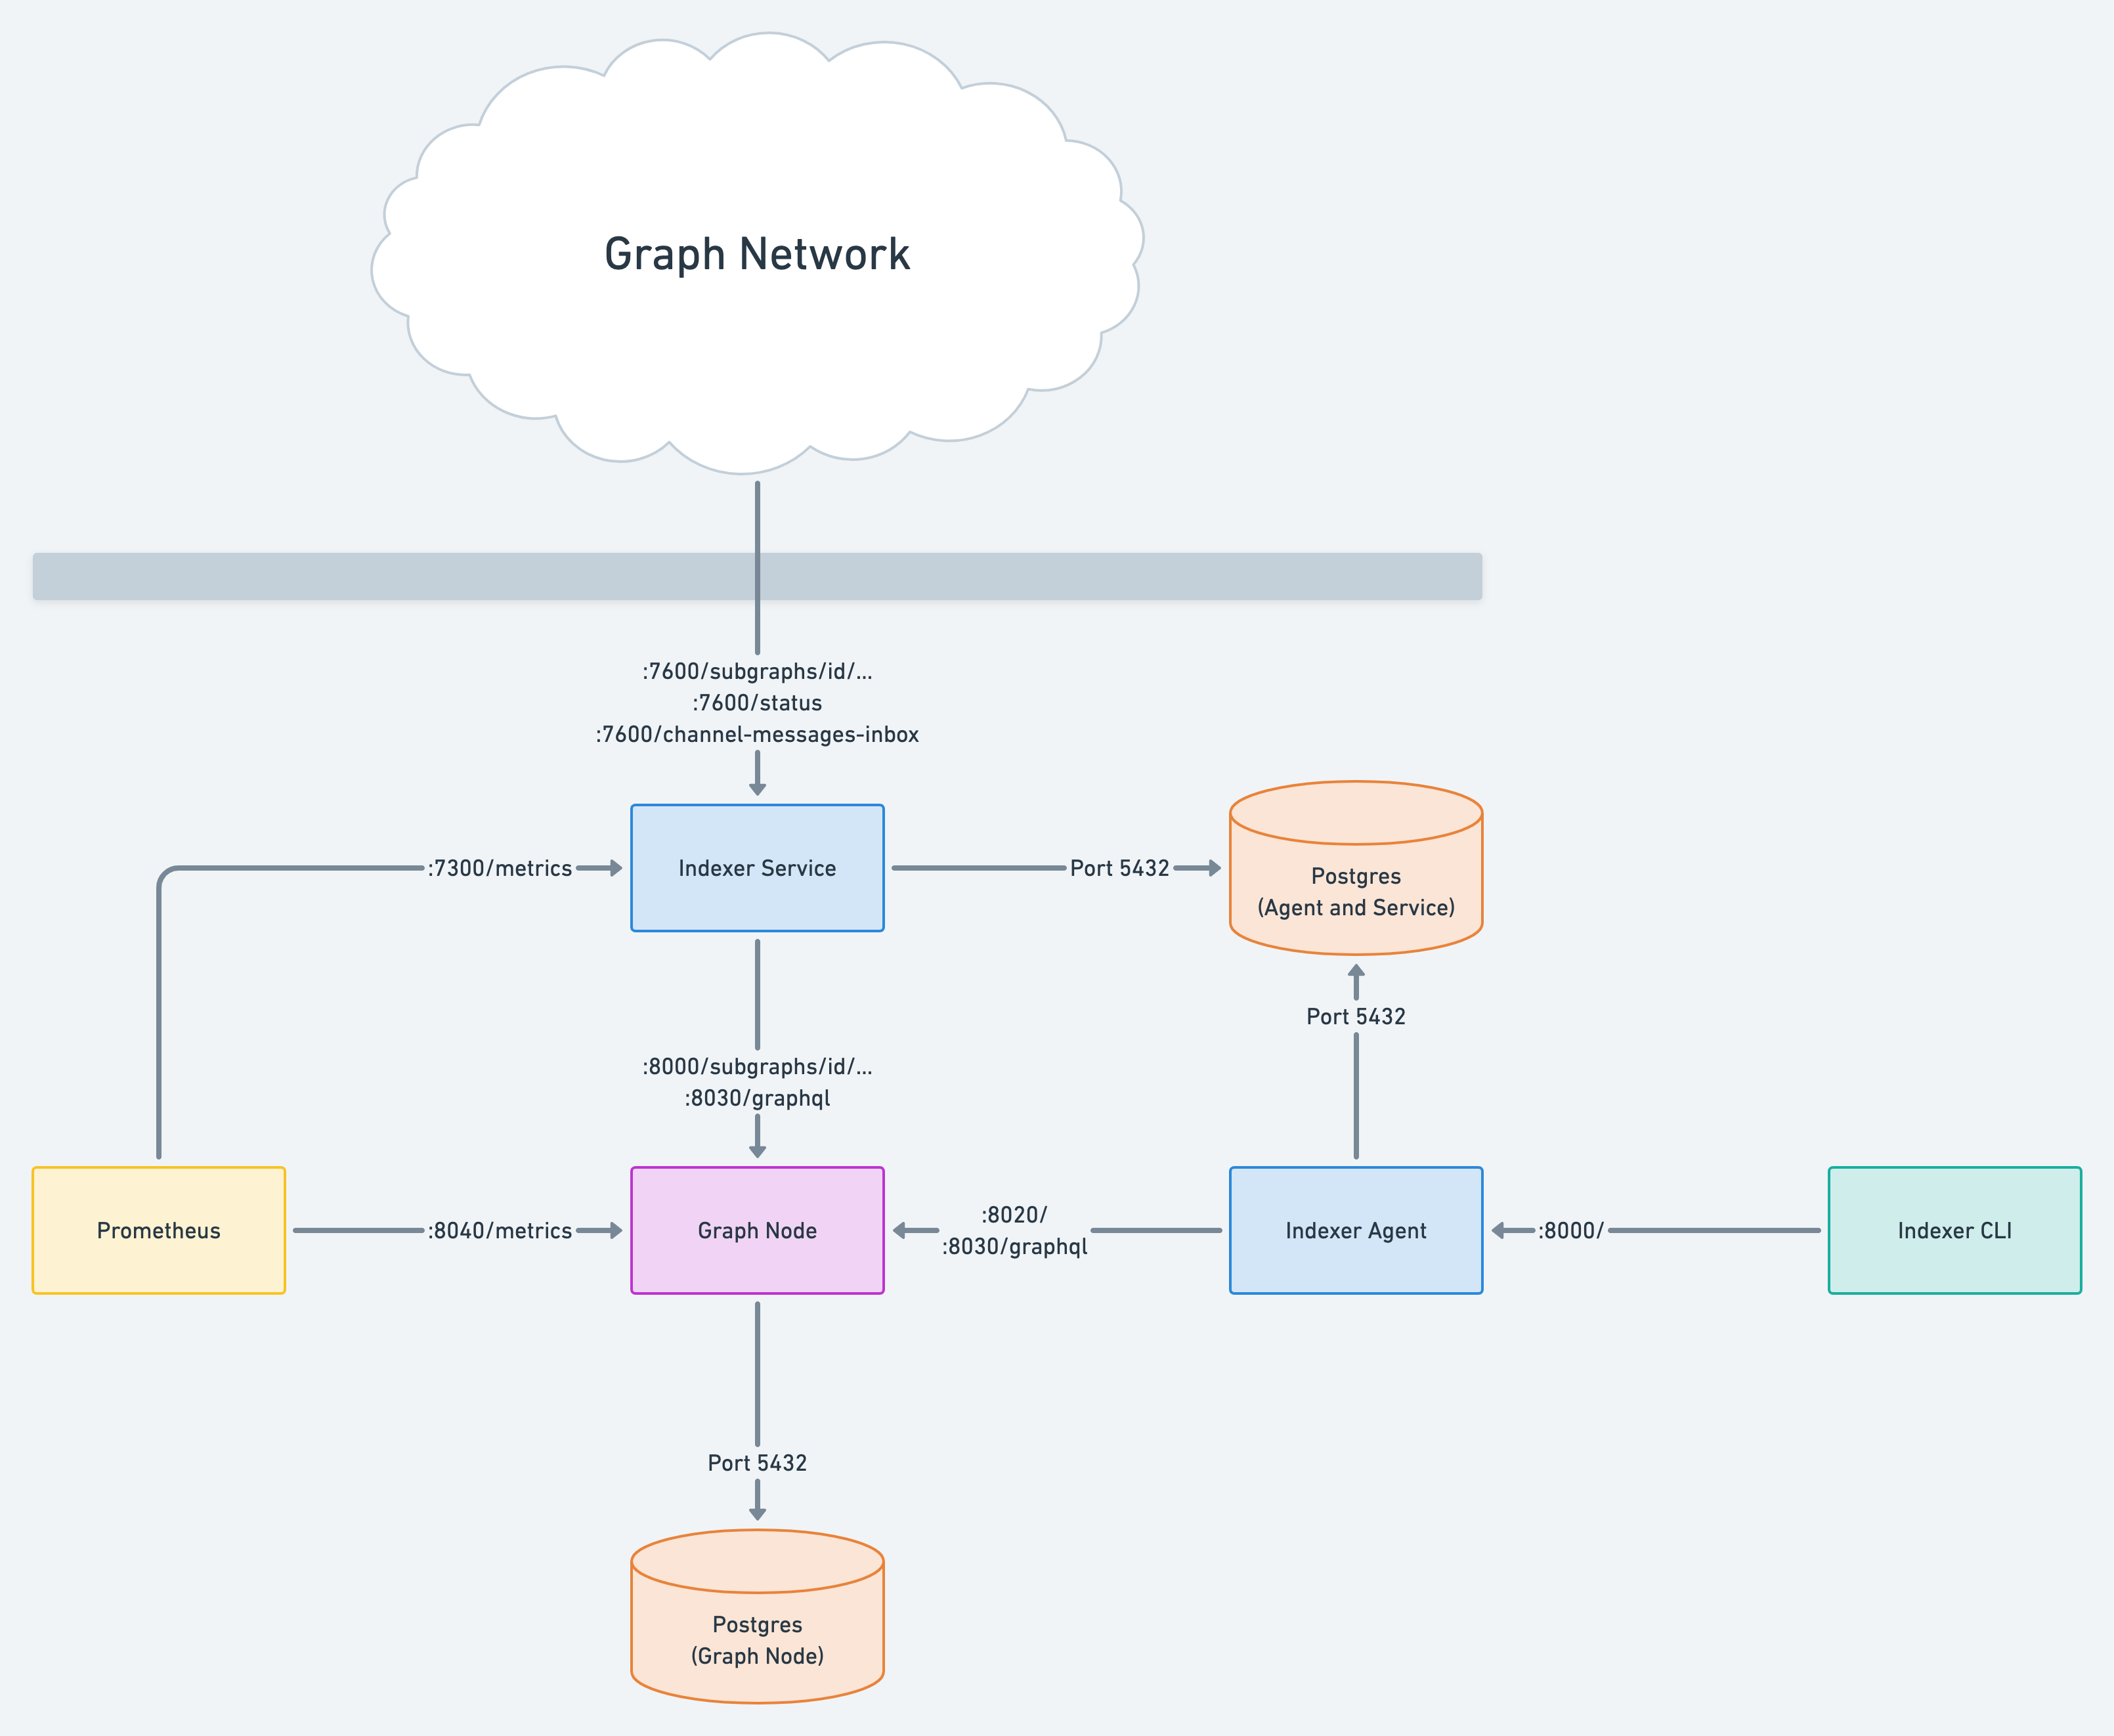 Graph Network
:7600/subgraphs/id/...
:7600/status
:7600/channel-messages-inbox
:7300/metrics
Indexer Service
Port 5432
Postgres
(Agent and Service)
Port 5432
:8000/subgraphs/id/...
:8030/graphql
Prometheus
:8040/metrics
Graph Node
:8020/
:8030/graphql
Indexer Agent
:8000/
Indexer CLI
Port 5432
Postgres
(Graph Node)